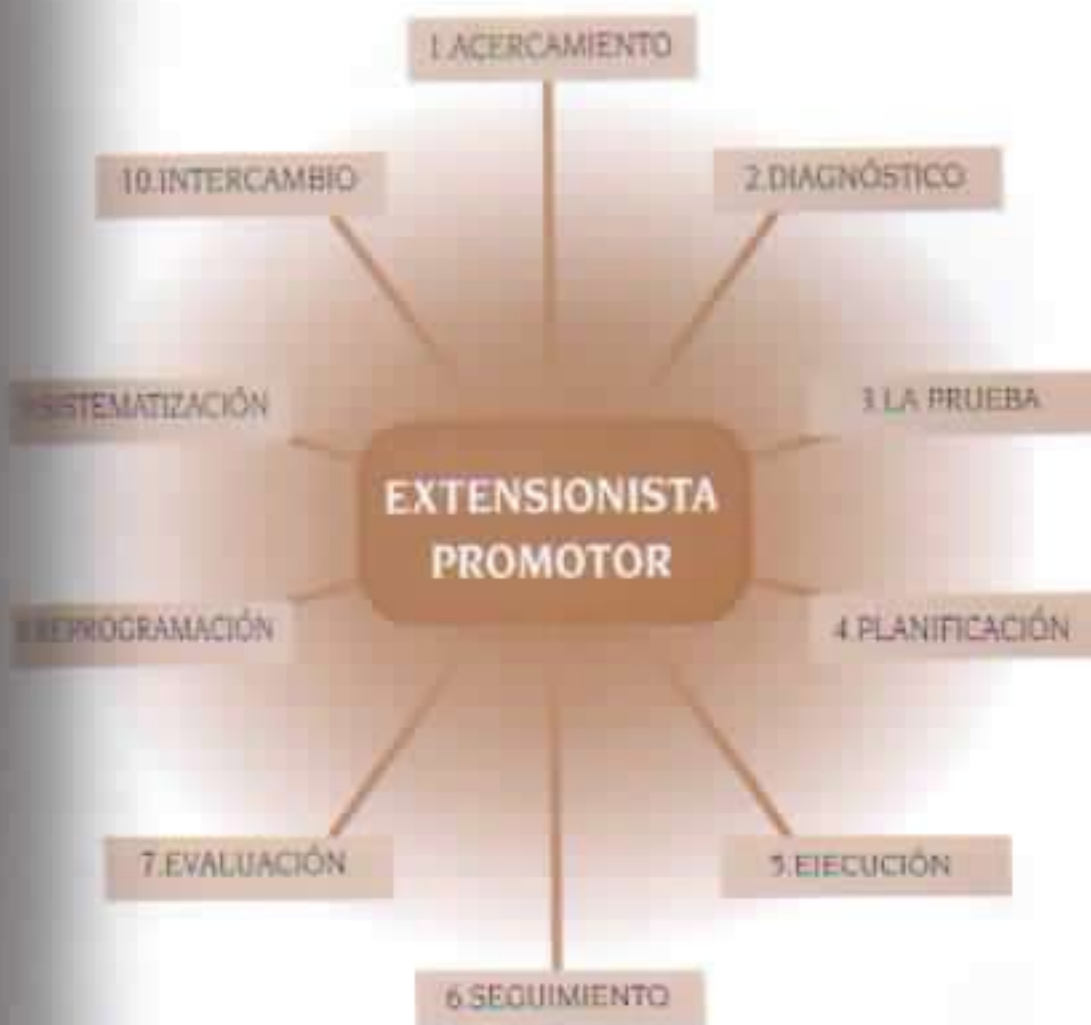 1.ACERCAMIENTO
2.DIAGNÓSTICO
3.LA PRUEBA
4.PLANIFICACIÓN
5.EJECUCIÓN
6.SEGUIMIENTO
7.EVALUACIÓN
REPROGRAMACIÓN
SISTEMATIZACIÓN
10.INTERCAMBIO
EXTENSIONISTA
PROMOTOR